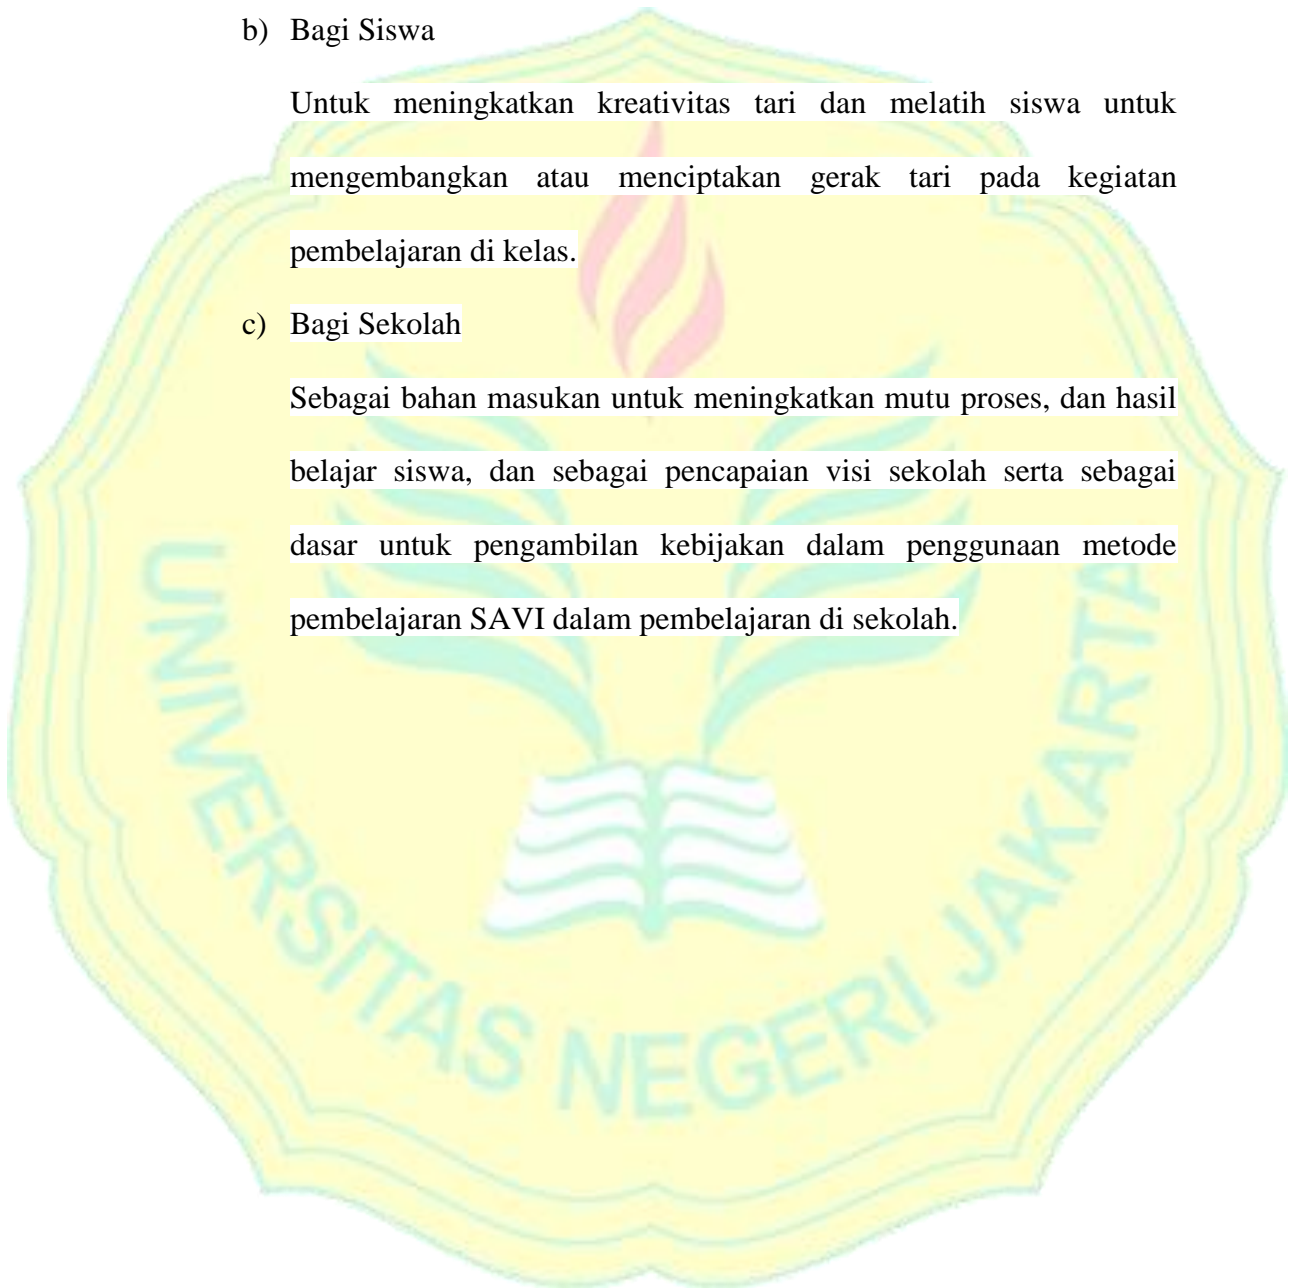 b) Bagi Siswa
Untuk meningkatkan kreativitas tari dan melatih siswa untuk
mengembangkan atau menciptakan gerak tari pada kegiatan
pembelajaran di kelas.
c) Bagi Sekolah
Sebagai bahan masukan untuk meningkatkan mutu proses, dan hasil
belajar siswa, dan sebagai pencapaian visi sekolah serta sebagai
dasar untuk pengambilan kebijakan dalam penggunaan metode
pembelajaran SAVI dalam pembelajaran di sekolah.
UNIVERSITAS NEGERI JAKARTA